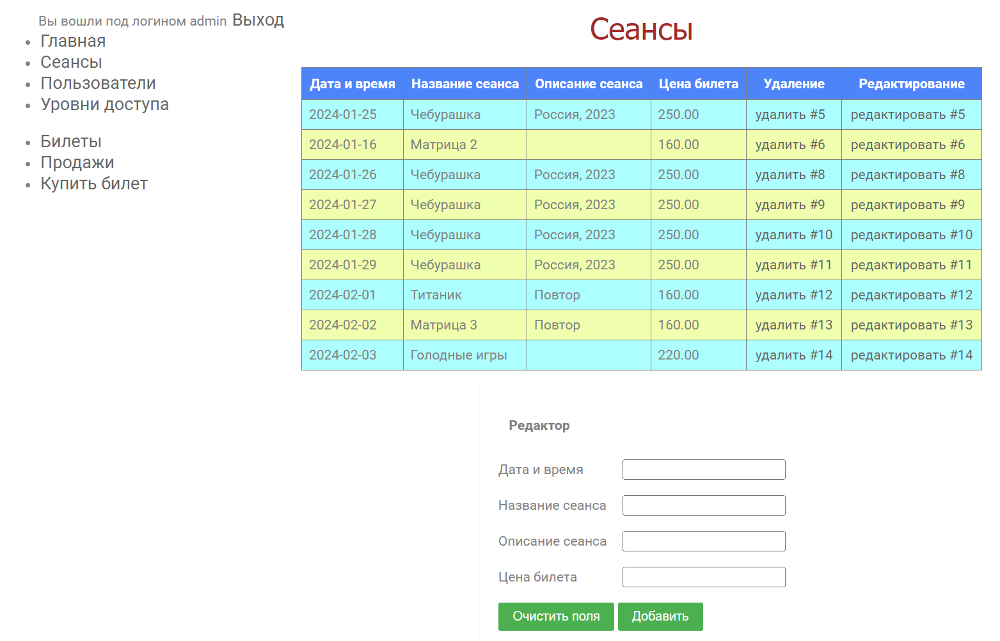 Вы вошли под логином admin Выход
Главная
Сеансы
Пользователи
Уровни доступа
Билеты
Продажи
Купить билет
Сеансы
Дата и время Название сеанса Описание сеанса Цена билета Удаление Редактирование
2024-01-25 Чебурашка Россия, 2023 250.00 удалить #5 редактировать #5
2024-01-16 Матрица 2 160.00 удалить #6 редактировать #6
2024-01-26 Чебурашка Россия, 2023 250.00 удалить #8 редактировать #8
2024-01-27 Чебурашка Россия, 2023 250.00 удалить #9 редактировать #9
2024-01-28 Чебурашка Россия, 2023 250.00 удалить #10 редактировать #10
2024-01-29 Чебурашка Россия, 2023 250.00 удалить #11 редактировать #11
2024-02-01 Титаник Повтор 160.00 удалить #12 редактировать #12
2024-02-02 Матрица 3 Повтор 160.00 удалить #13 редактировать #13
2024-02-03 Голодные игры 220.00 удалить #14 редактировать #14
Редактор
Дата и время
Название сеанса
Описание сеанса
Цена билета
Очистить поля Добавить